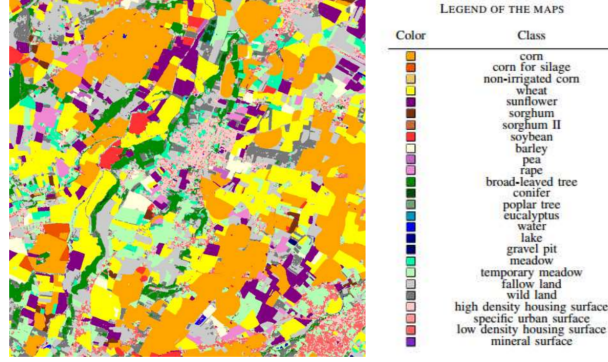 LEGEND OF THE MAPS
Color Class
corn
corn for silage
non-irrigated corn
wheat
sunflower
sorghum
sorghum II
soybean
barley
pea
rape
broad-leaved tree
conifer
poplar tree
eucalyptus
water
lake
gravel pit
meadow
temporary meadow
fallow land
wild land
high density housing surface
specific urban surface
low density housing surface
mineral surface